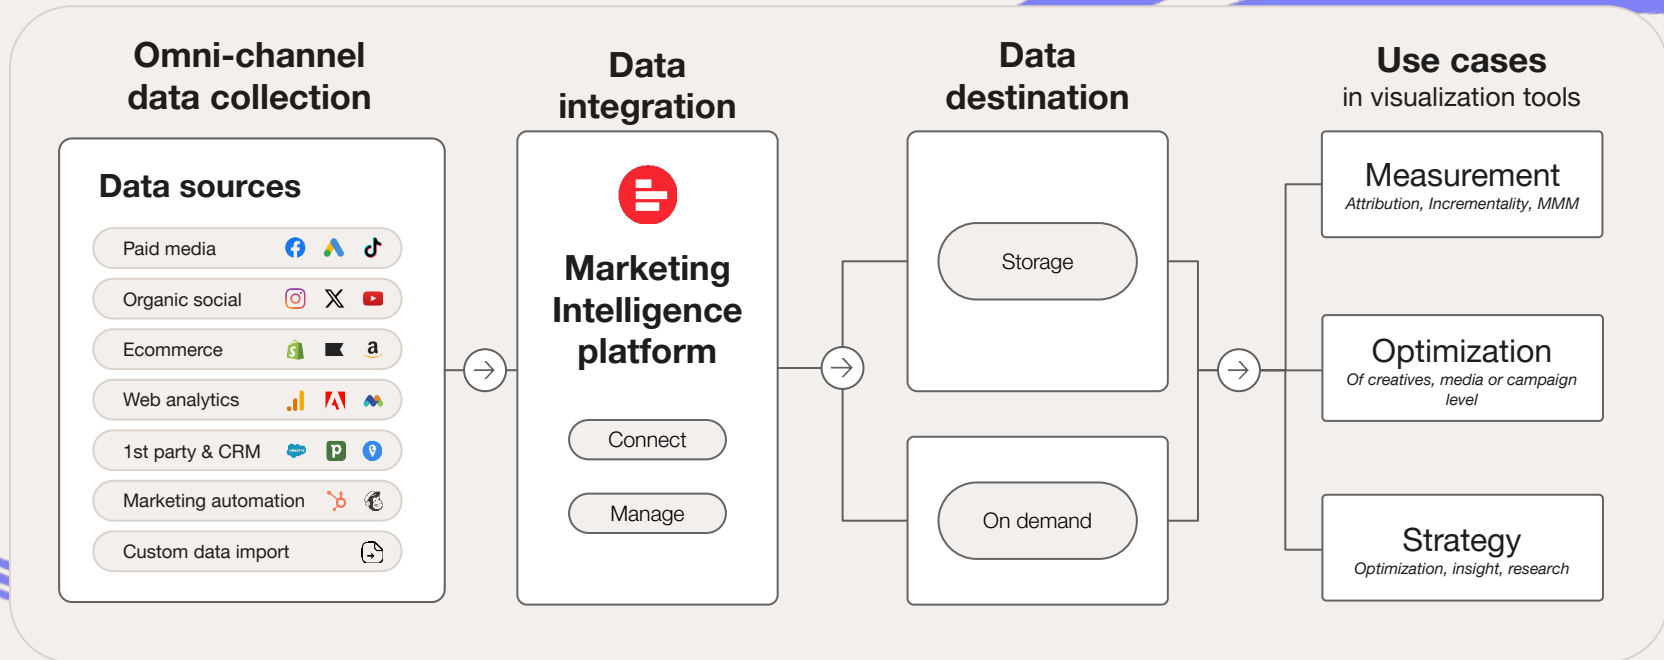 Omni-channel
data collection
Data sources
Paid media
Organic social
Ecommerce
a
Web analytics
1st party & CRM
Marketing automation
Custom data import
Data
integration
Marketing
Intelligence
platform
Connect
Manage
Data
destination
Storage
On demand
Use cases
in visualization tools
Measurement
Attribution, Incrementality, MMM
Optimization
Of creatives, media or campaign
level
Strategy
Optimization, insight, research